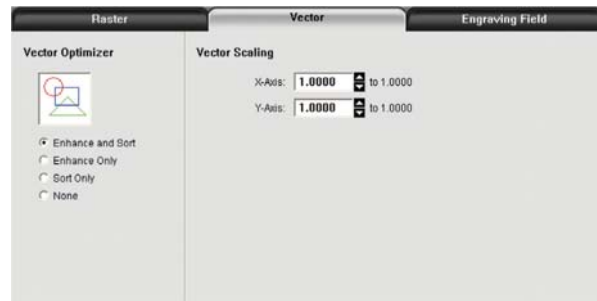 Raster Vector Engraving Field
Vector Optimizer
Enhance and Sort
Enhance Only
Sort Only
None
Vector Scaling
X-Axis: 1.0000 to 1.0000
Y-Axis: 1.0000 to 1.0000